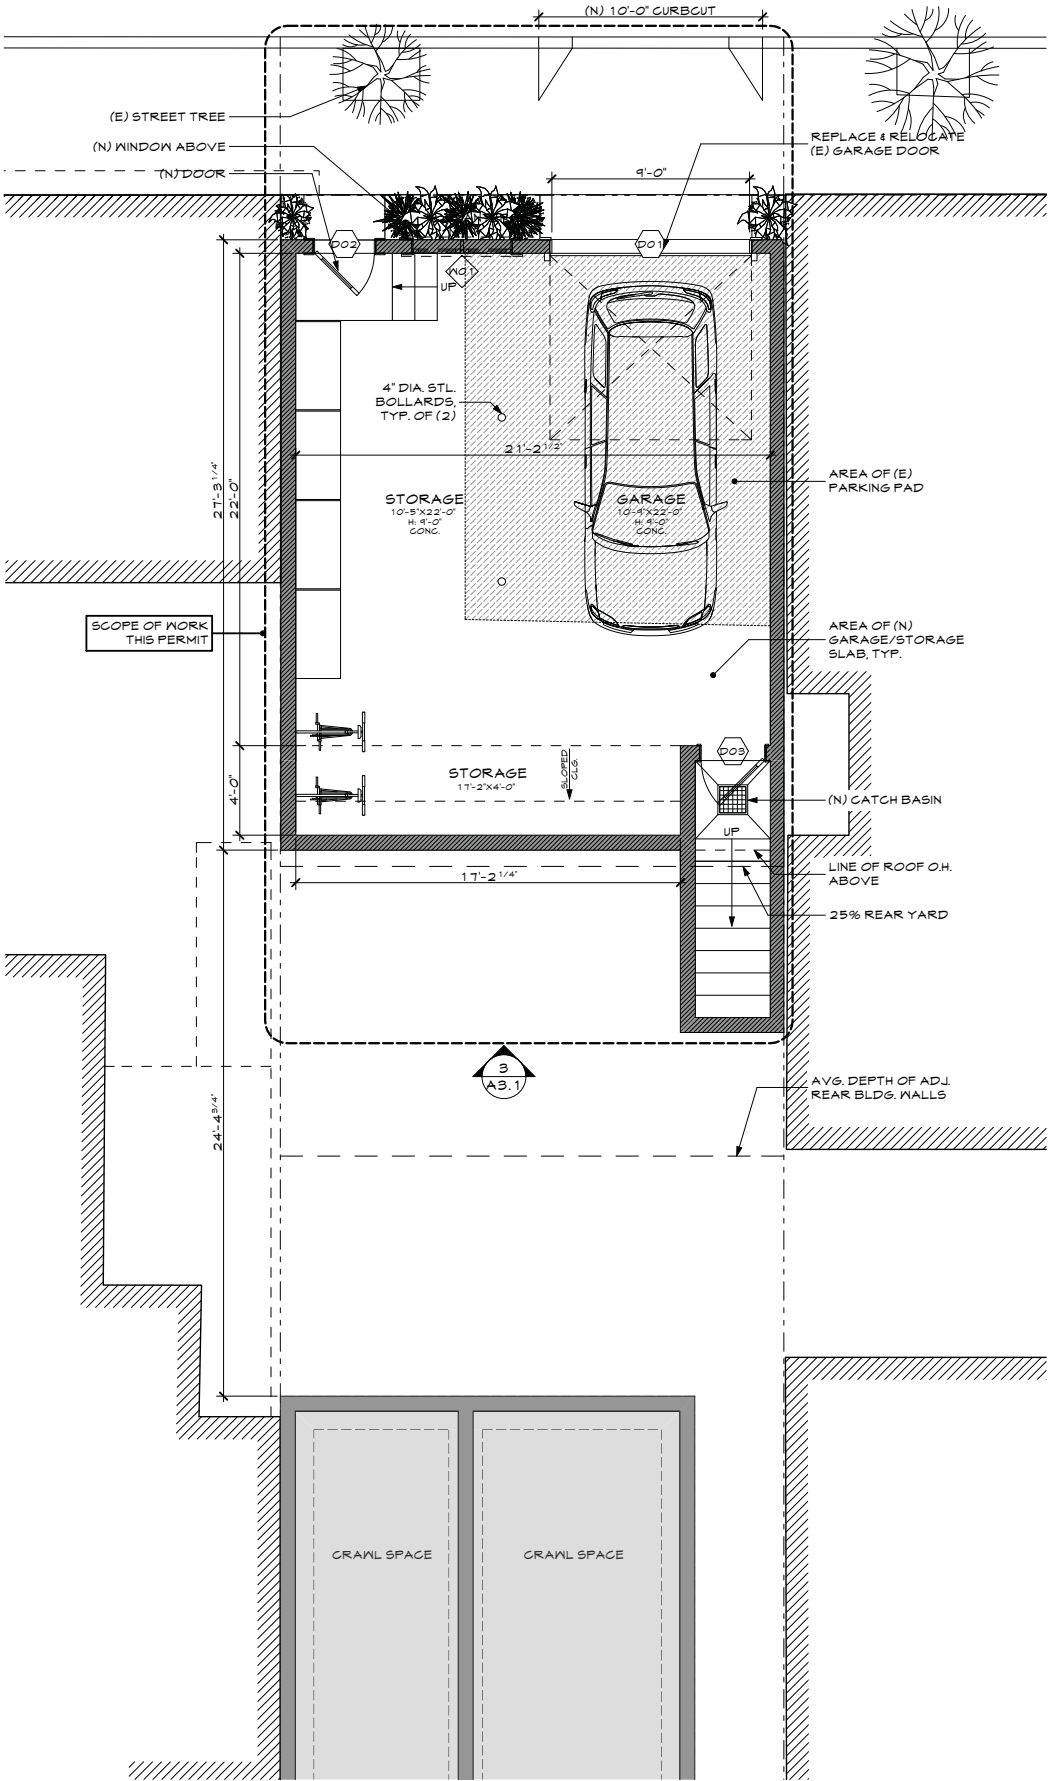 (N) 10'-0" CURBCUT
(E) STREET TREE
(N) WINDOW ABOVE
(N) DOOR
REPLACE & RELOCATE
(E) GARAGE DOOR
9'-0"
D02
D01
W01
UP
4" DIA. STL.
BOLLARDS,
TYP. OF (2)
21'-2 1/2"
27'-3 1/4"
22'-0"
STORAGE
10'-5"X22'-0"
H: 9'-0"
CONC.
GARAGE
10'-9"X22'-0"
H: 9'-0"
CONC.
AREA OF (E)
PARKING PAD
SCOPE OF WORK
THIS PERMIT
AREA OF (N)
GARAGE/STORAGE
SLAB, TYP.
D03
STORAGE
17'-2"X4'-0"
SLOPED
CLG.
4'-0"
(N) CATCH BASIN
UP
LINE OF ROOF O.H.
ABOVE
17'-2 1/4"
25% REAR YARD
3
A3.1
AVG. DEPTH OF ADJ.
REAR BLDG. WALLS
24'-4 3/4"
CRAWL SPACE
CRAWL SPACE